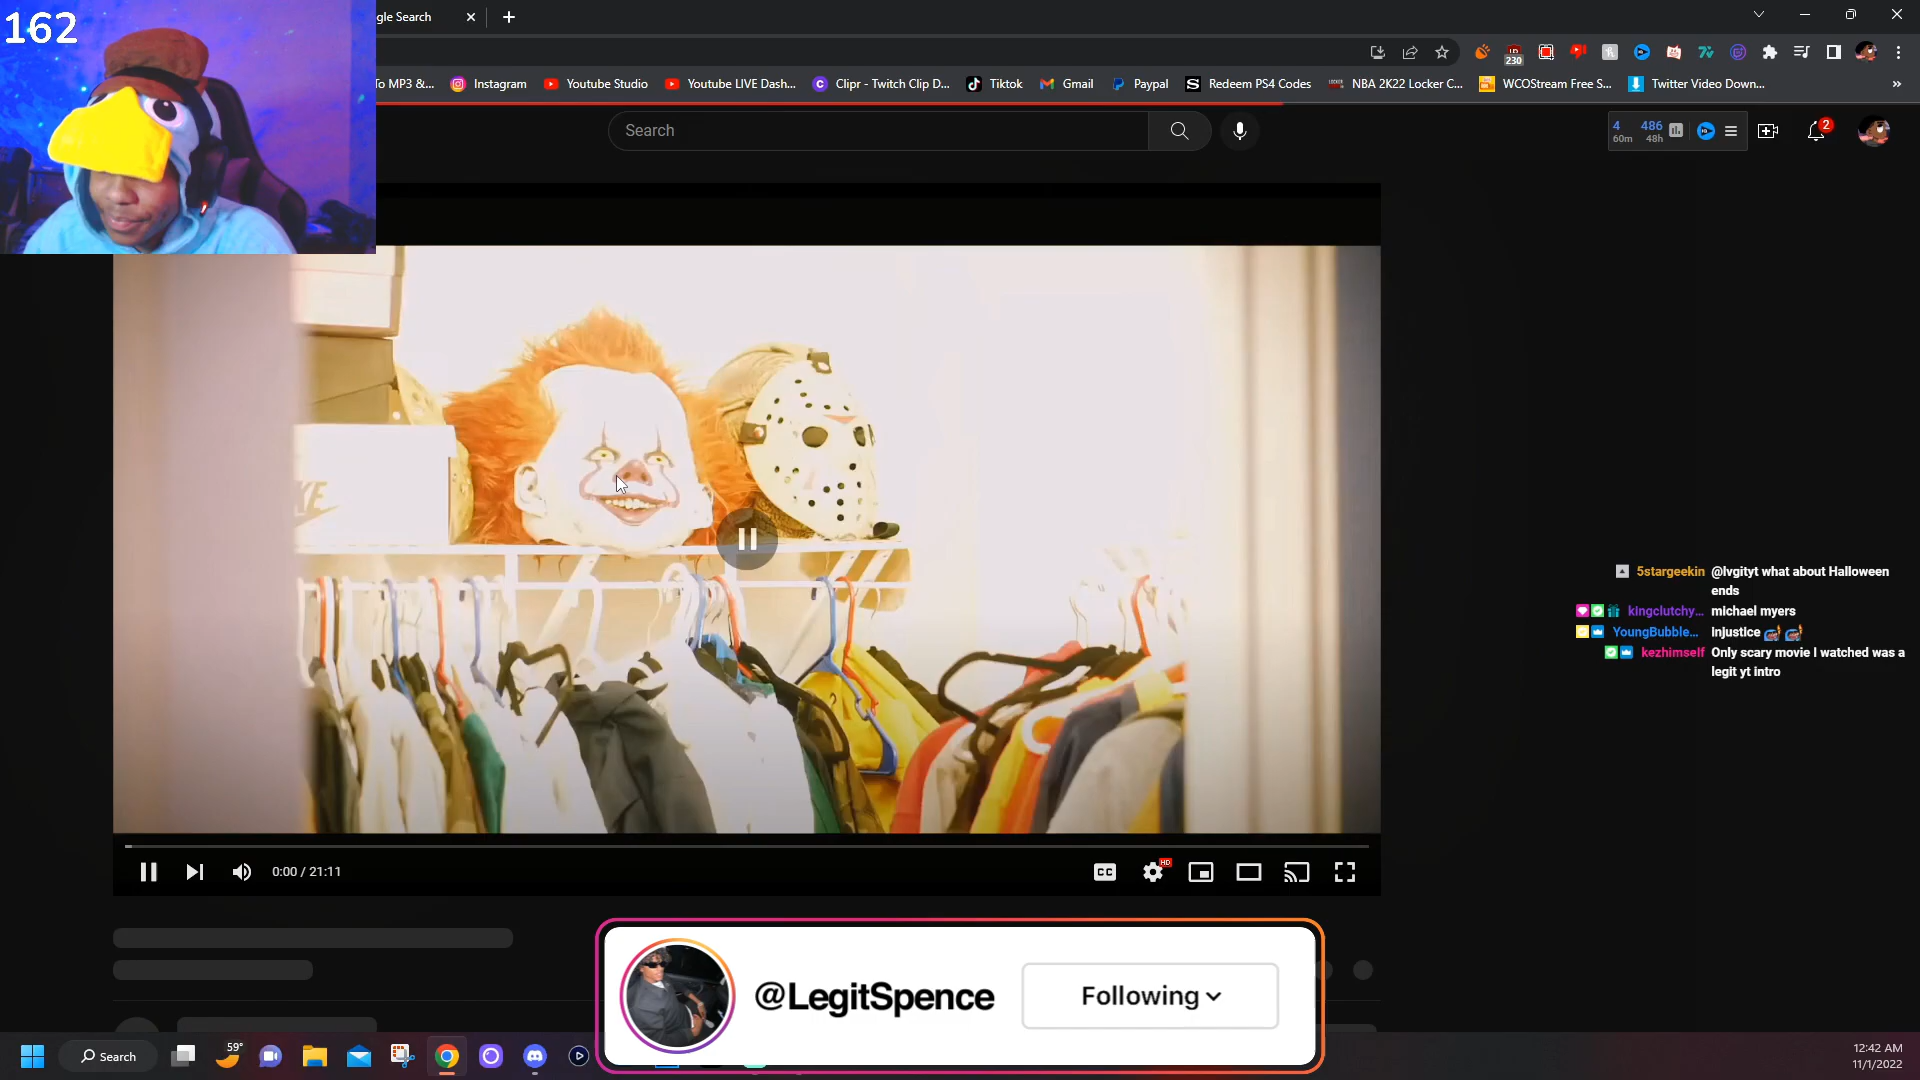 162
gle Search
230
To MP3 &...
Instagram
Youtube Studio
Youtube LIVE Dash...
Clipr - Twitch Clip D...
Tiktok
Gmail
Paypal
Redeem PS4 Codes
NBA 2K22 Locker C...
WCOStream Free S...
Twitter Video Down...
»
Search
4 486
60m 48h
2
5stargeekin @lvgityt what about Halloween
ends
kingclutchy... michael myers
YoungBubble... Injustice
kezhimself Only scary movie I watched was a
legit yt intro
0:00 / 21:11
CC
HD
@LegitSpence
Following
59°
Search
12:42 AM
11/1/2022